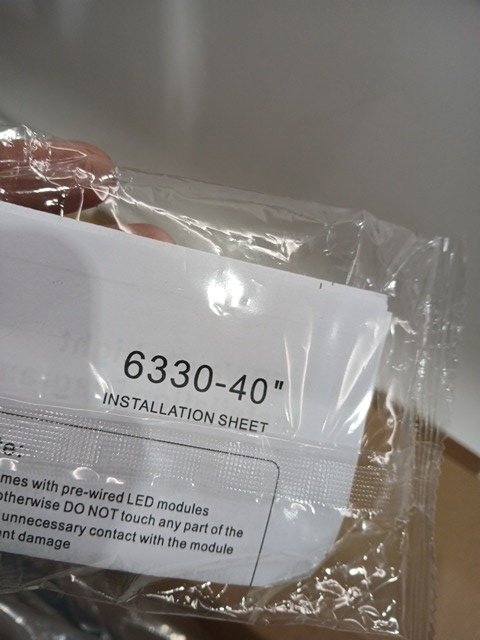 6330-40"
INSTALLATION SHEET
te:
mes with pre-wired LED modules
otherwise DO NOT touch any part of the
unnecessary contact with the module
nt damage